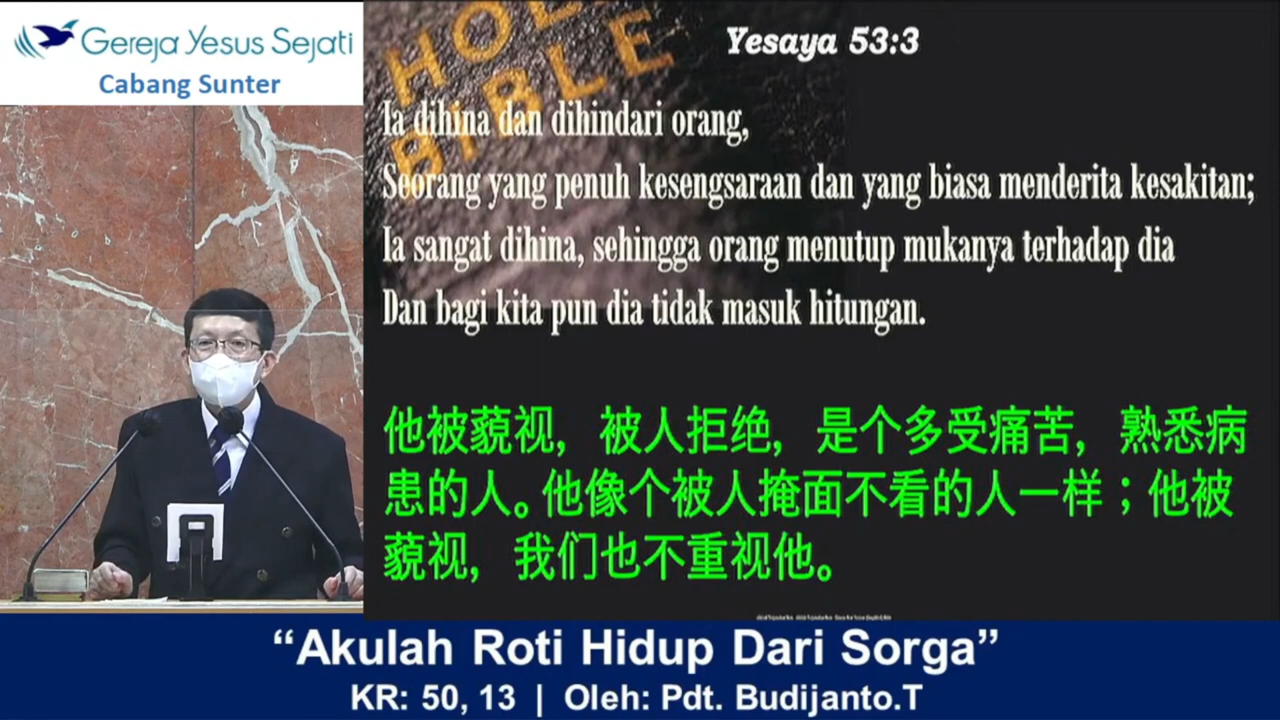 Gereja Yesus Sejati
Cabang Sunter
HOLY
BIBLE
Yesaya 53:3
Ia dihina dan dihindari orang,
Seorang yang penuh kesengsaraan dan yang biasa menderita kesakitan;
Ia sangat dihina, sehingga orang menutup mukanya terhadap dia
Dan bagi kita pun dia tidak masuk hitungan.
他被藐视，被人拒绝，是个多受痛苦，熟悉病
患的人。他像个被人掩面不看的人一样；他被
藐视，我们也不重视他。
“Akulah Roti Hidup Dari Sorga”
KR: 50, 13 | Oleh: Pdt. Budijanto.T